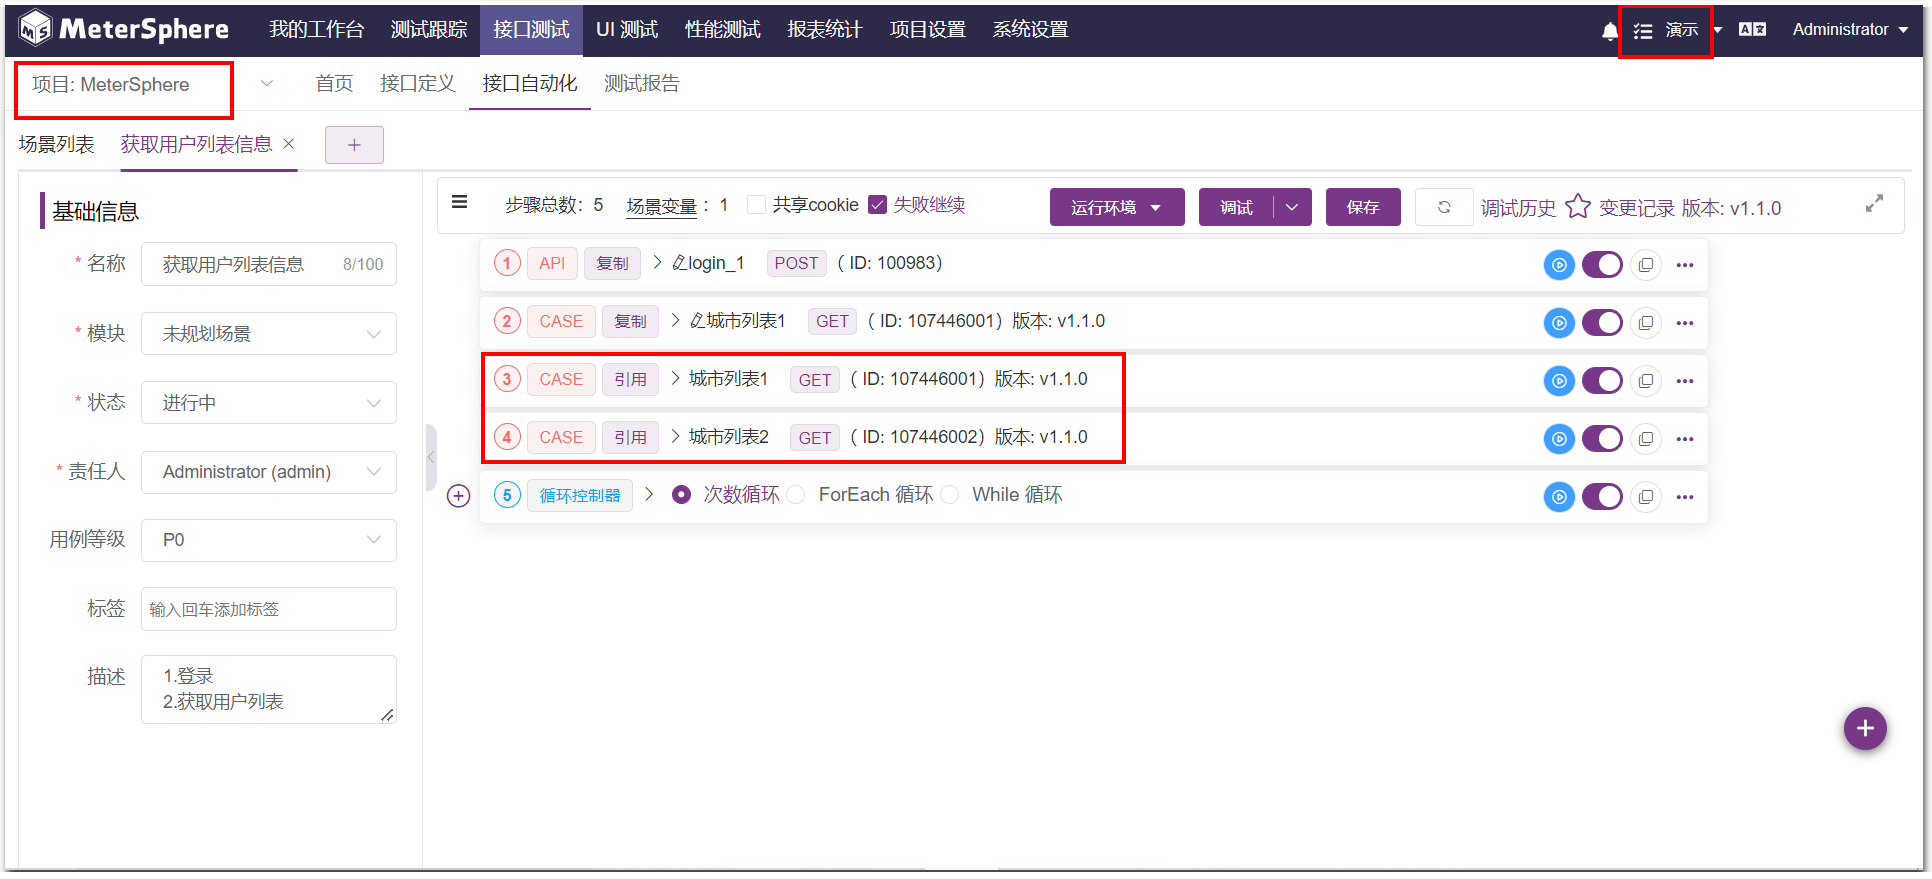 MeterSphere 我的工作台 测试跟踪 接口测试 UI 测试 性能测试 报表统计 项目设置 系统设置 演示 Administrator
项目: MeterSphere 首页 接口定义 接口自动化 测试报告
场景列表 获取用户列表信息
步骤总数: 5 场景变量 : 1 共享cookie 失败继续 运行环境 调试 保存 调试历史 变更记录 版本: v1.1.0
基础信息
* 名称 获取用户列表信息 8/100
* 模块 未规划场景
* 状态 进行中
* 责任人 Administrator (admin)
用例等级 P0
标签 输入回车添加标签
描述 1.登录
2.获取用户列表
1 API 复制 login_1 POST ( ID: 100983)
2 CASE 复制 城市列表1 GET ( ID: 107446001) 版本: v1.1.0
3 CASE 引用 城市列表1 GET ( ID: 107446001) 版本: v1.1.0
4 CASE 引用 城市列表2 GET ( ID: 107446002) 版本: v1.1.0
5 循环控制器 次数循环 ForEach 循环 While 循环